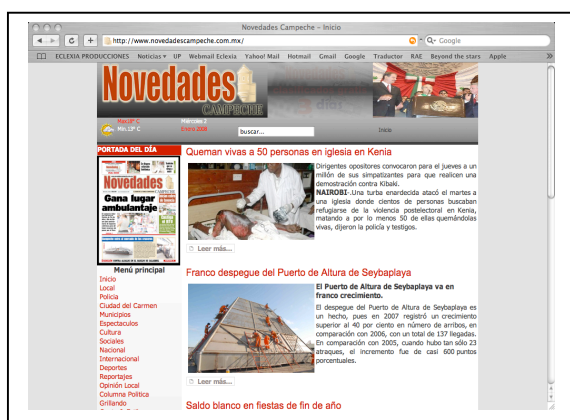 Novedades Campeche – Inicio
http://www.novedadescampeche.com.mx/
Google
ECLEXIA PRODUCCIONES Noticias UP Webmail Eclexia Yahoo! Mail Hotmail Gmail Google Traductor RAE Beyond the stars Apple
Novedades
CAMPECHE
3 días
Max.18° C
Mín.13° C
Miércoles 2
Enero 2008
buscar...
Inicio
PORTADA DEL DÍA
Novedades
Gana lugar
ambulantaje
Menú principal
Inicio
Local
Policía
Ciudad del Carmen
Municipios
Espectaculos
Cultura
Sociales
Nacional
Internacional
Deportes
Reportajes
Opinión Local
Columna Política
Grillando
Queman vivas a 50 personas en iglesia en Kenia
Dirigentes opositores convocaron para el jueves a un
millón de sus simpatizantes para que realicen una
demostración contra Kibaki.
NAIROBI.- Una turba enardecida atacó el martes a
una iglesia donde cientos de personas buscaban
refugiarse de la violencia postelectoral en Kenia,
matando a por lo menos 50 de ellas quemándolas
vivas, dijeron la policía y testigos.
Leer más...
Franco despegue del Puerto de Altura de Seybaplaya
El Puerto de Altura de Seybaplaya va en
franco crecimiento.
El despegue del Puerto de Altura de Seybaplaya es
un hecho, pues en 2007 registró un crecimiento
superior al 40 por ciento en número de arribos, en
comparación con 2006, con un total de 137 llegadas.
En comparación con 2005, cuando hubo tan sólo 23
atraques, el incremento fue de casi 600 puntos
porcentuales.
Leer más...
Saldo blanco en fiestas de fin de año